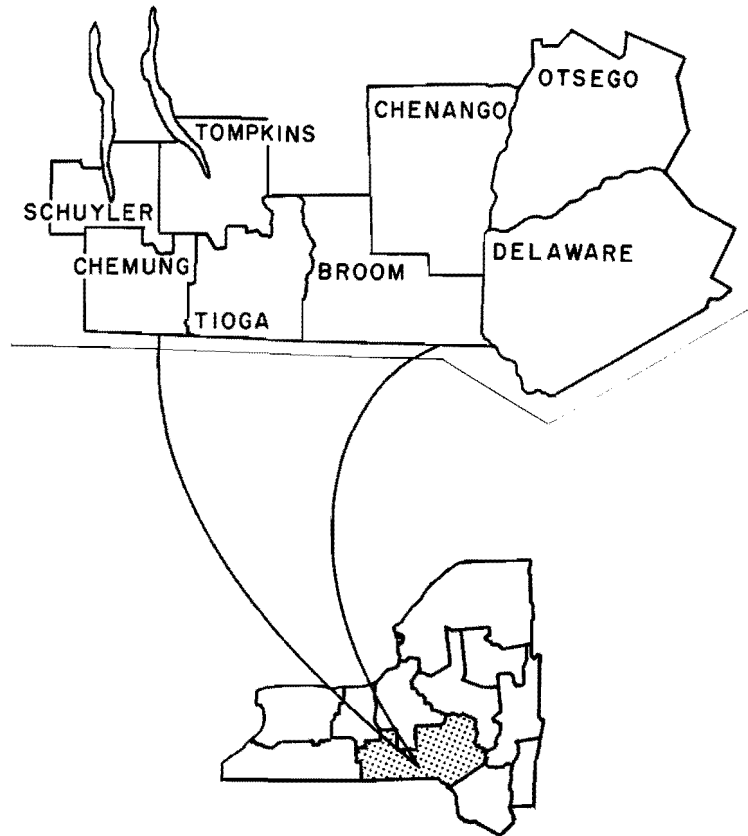 OTSEGO
CHENANGO
TOMPKINS
SCHUYLER
DELAWARE
CHEMUNG
BROOM
TIOGA